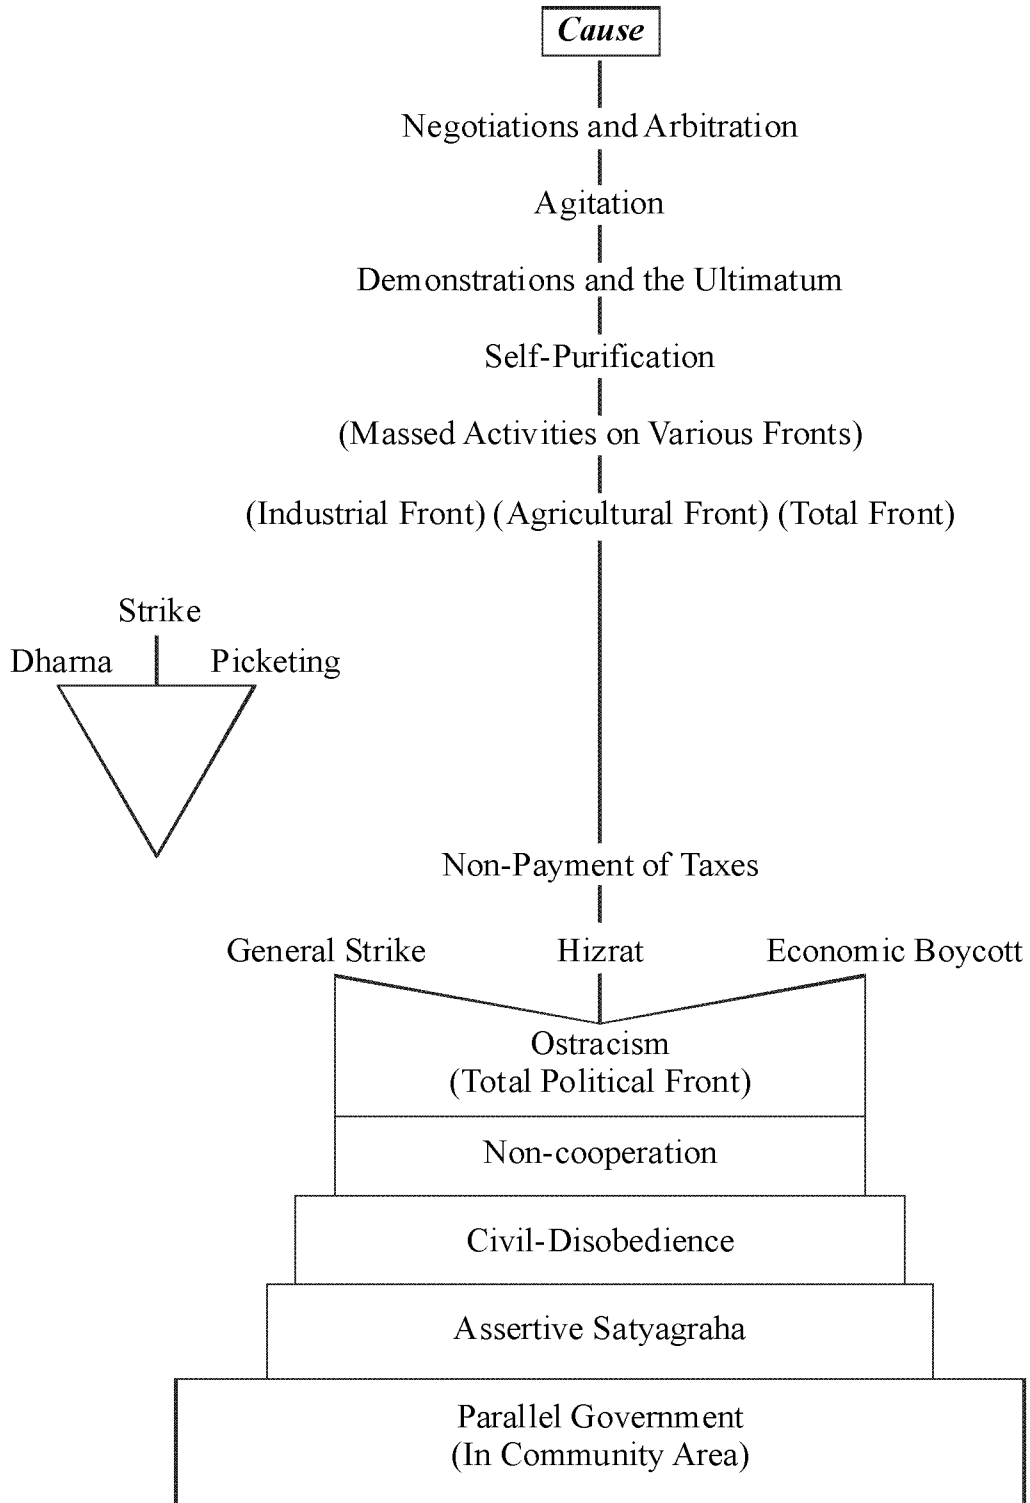 Cause
Negotiations and Arbitration
Agitation
Demonstrations and the Ultimatum
Self-Purification
(Massed Activities on Various Fronts)
(Industrial Front) (Agricultural Front) (Total Front)
Strike
Dharna Picketing
Non-Payment of Taxes
General Strike Hizrat Economic Boycott
Ostracism
(Total Political Front)
Non-cooperation
Civil-Disobedience
Assertive Satyagraha
Parallel Government
(In Community Area)